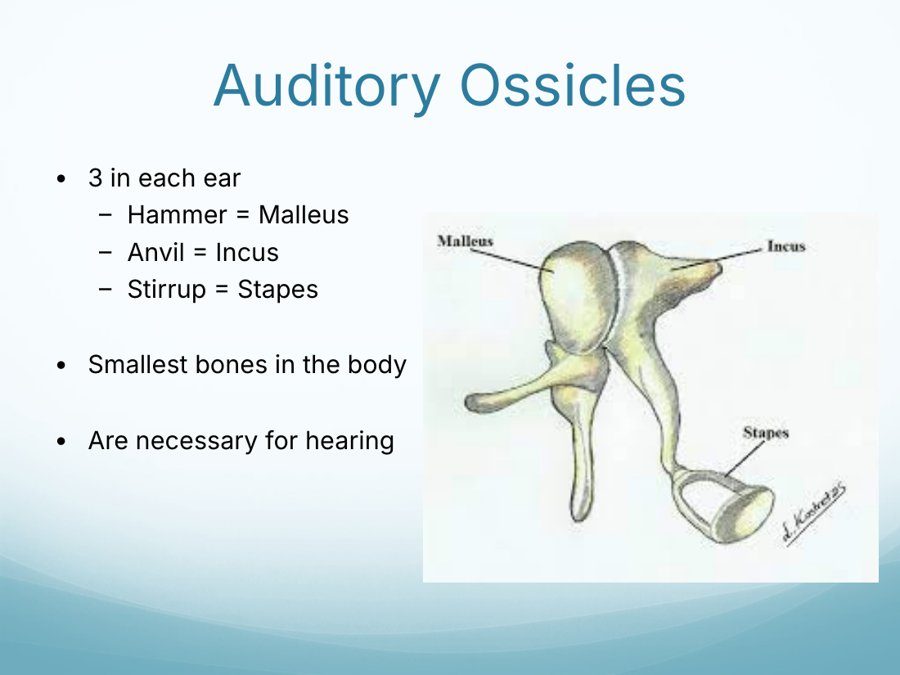 Auditory Ossicles
• 3 in each ear
– Hammer = Malleus
– Anvil = Incus
– Stirrup = Stapes
• Smallest bones in the body
• Are necessary for hearing
Malleus
Incus
Stapes